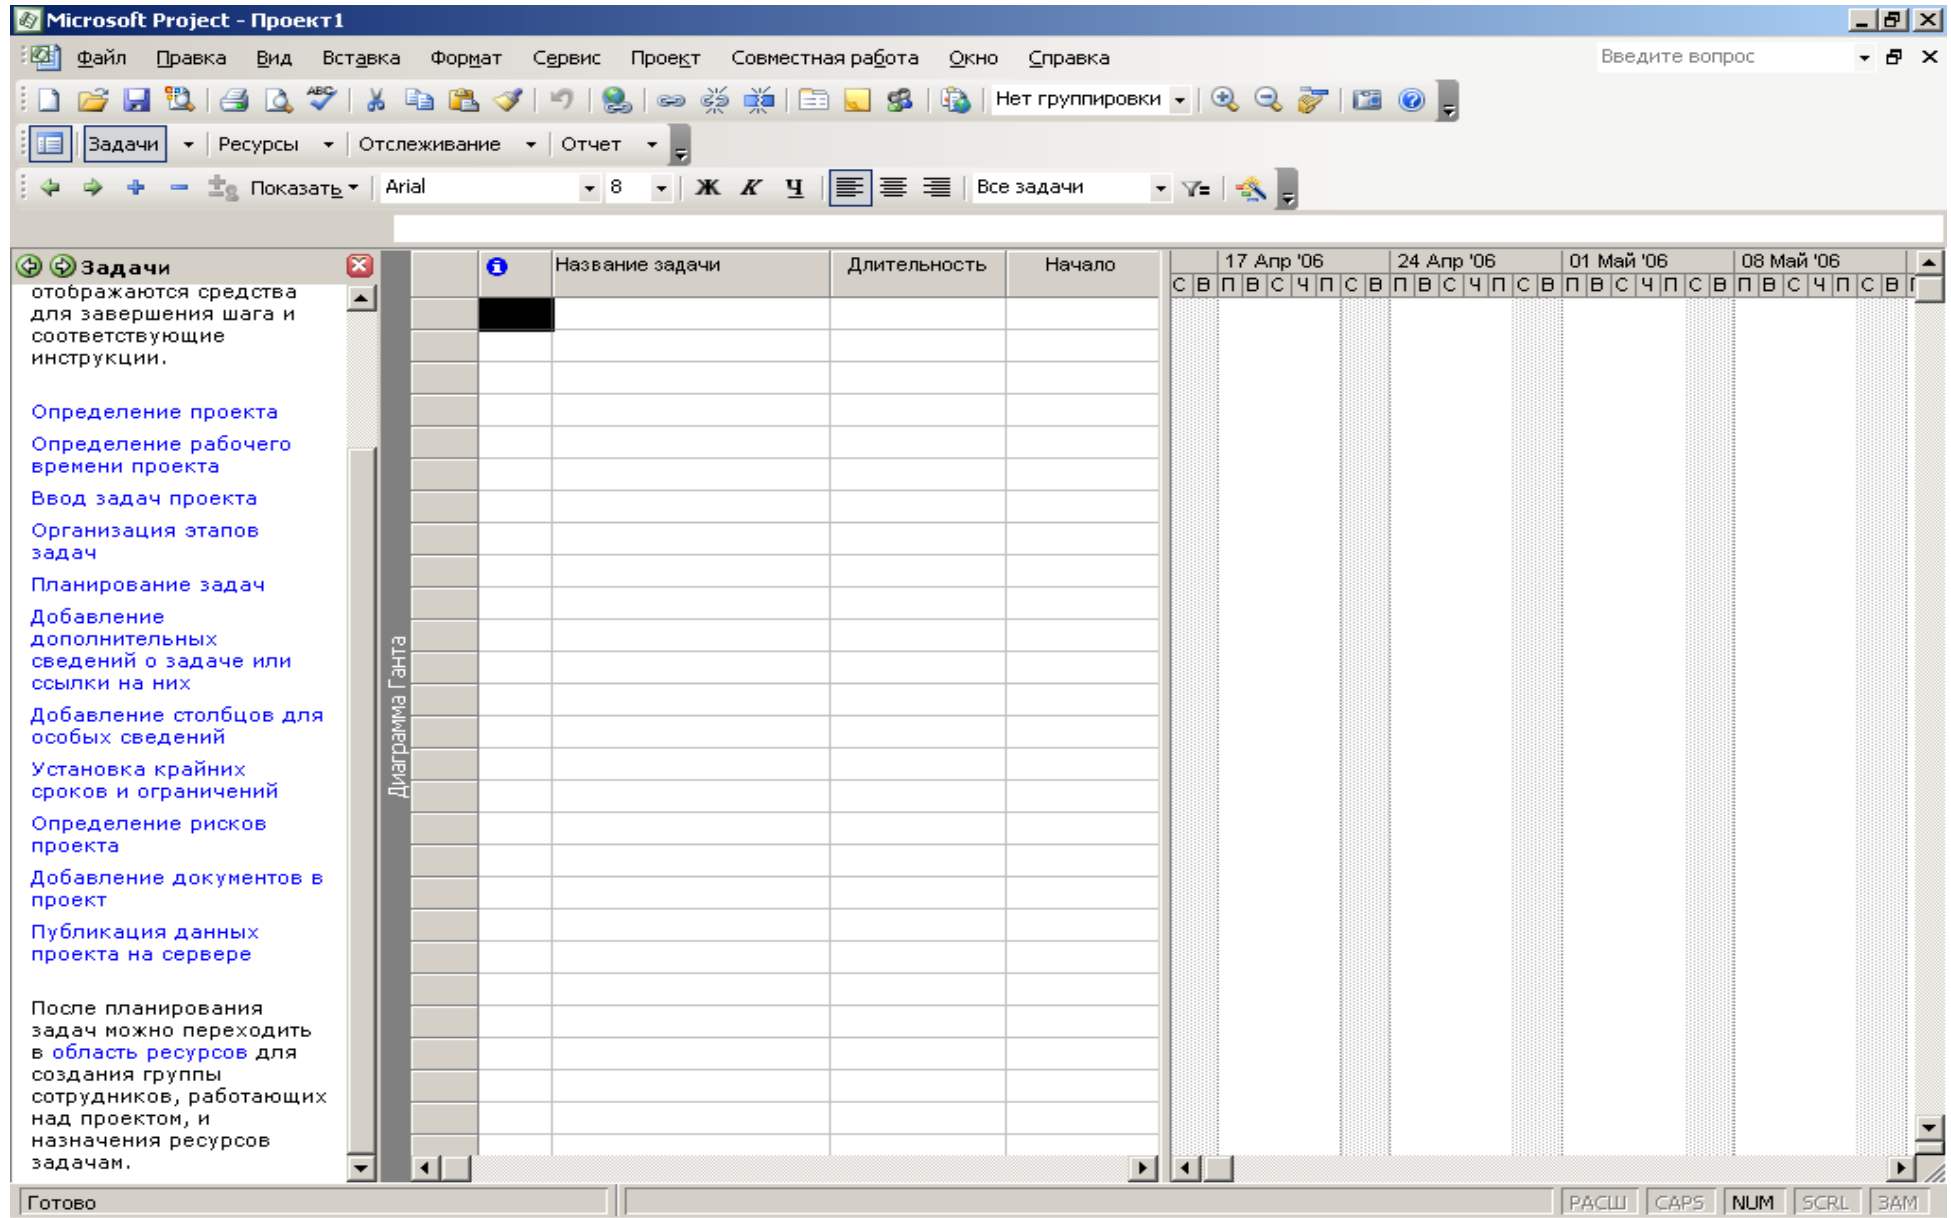 Microsoft Project - Проект1
Файл Правка Вид Вставка Формат Сервис Проект Совместная работа Окно Справка Введите вопрос
ABC Нет группировки
Задачи Ресурсы Отслеживание Отчет
Показать Arial 8 Ж К Ч Все задачи
Задачи
отображаются средства
для завершения шага и
соответствующие
инструкции.
Определение проекта
Определение рабочего
времени проекта
Ввод задач проекта
Организация этапов
задач
Планирование задач
Добавление
дополнительных
сведений о задаче или
ссылки на них
Добавление столбцов для
особых сведений
Установка крайних
сроков и ограничений
Определение рисков
проекта
Добавление документов в
проект
Публикация данных
проекта на сервере
После планирования
задач можно переходить
в область ресурсов для
создания группы
сотрудников, работающих
над проектом, и
назначения ресурсов
задачам.
Диаграмма Ганта
Название задачи Длительность Начало
17 Апр '06 24 Апр '06 01 Май '06 08 Май '06
С В П В С Ч П С В П В С Ч П С В П В С Ч П С В П В С Ч П С В П
Готово РАСШ CAPS NUM SCRL ЗАМ